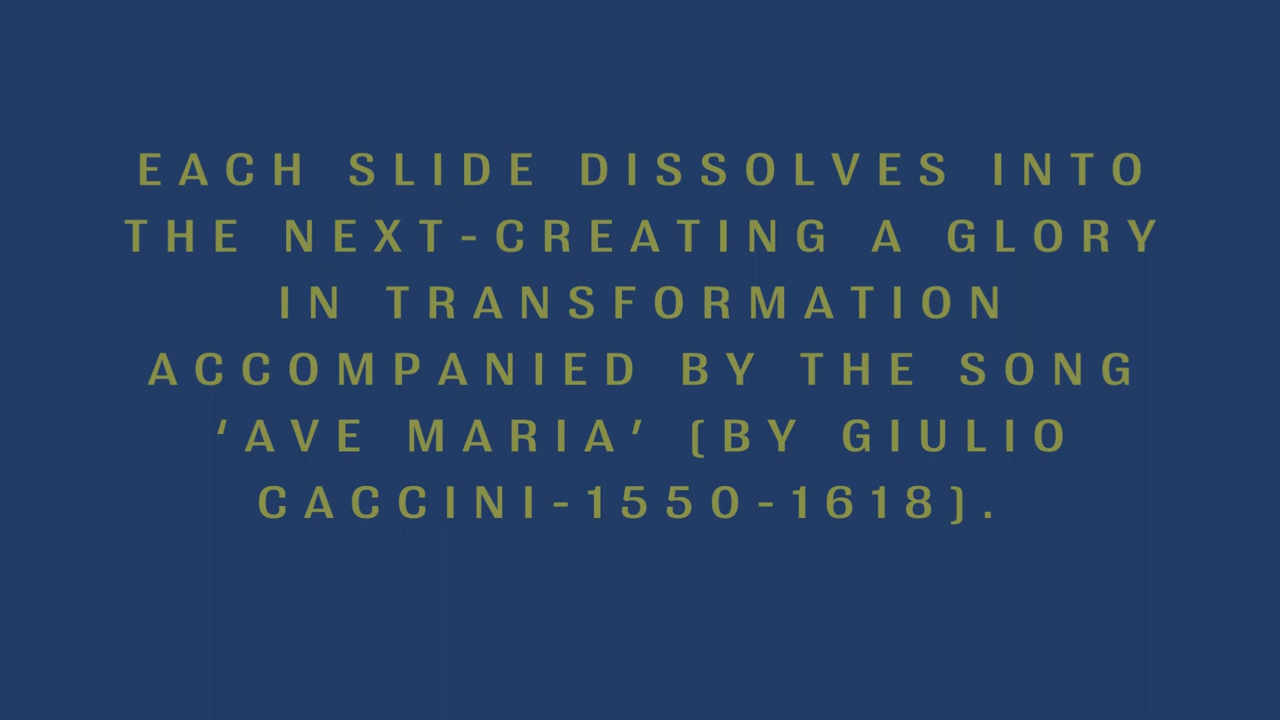 EACH SLIDE DISSOLVES INTO
THE NEXT-CREATING A GLORY
IN TRANSFORMATION
ACCOMPANIED BY THE SONG
‘AVE MARIA’ (BY GIULIO
CACCINI-1550-1618).